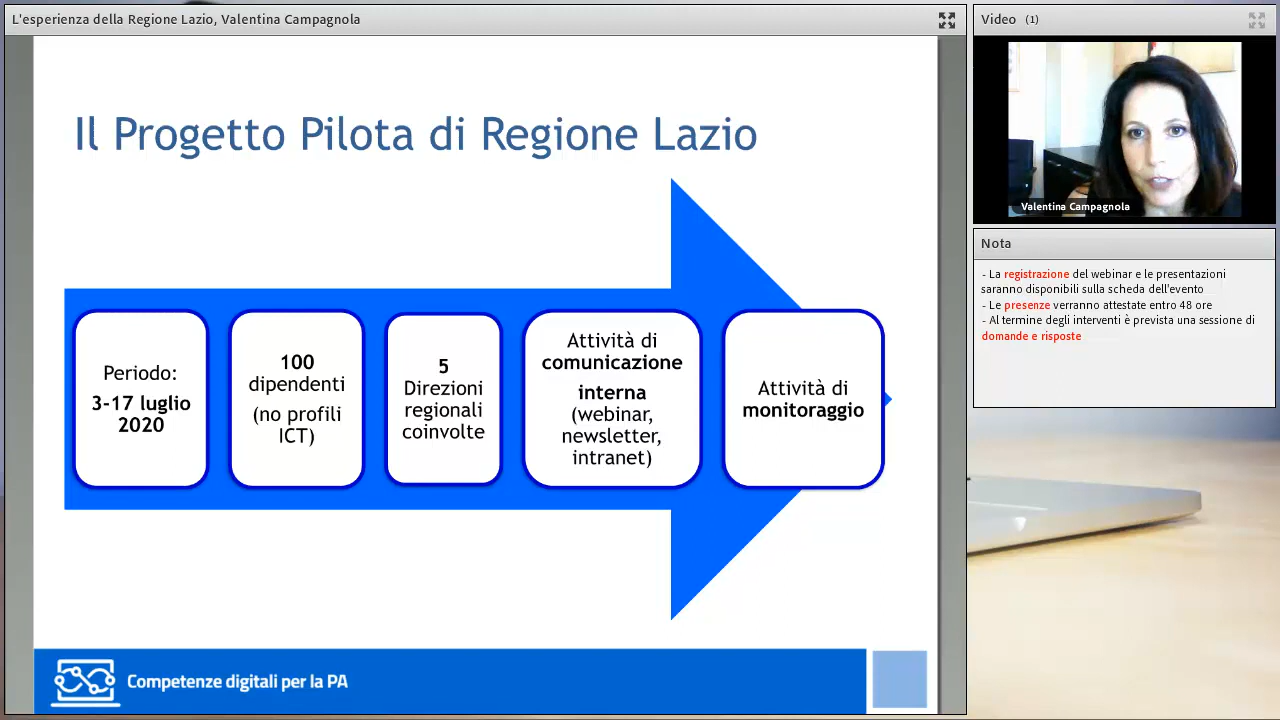 L'esperienza della Regione Lazio, Valentina Campagnola
Il Progetto Pilota di Regione Lazio
Periodo:
3-17 luglio
2020
100
dipendenti
(no profili
ICT)
5
Direzioni
regionali
coinvolte
Attività di
comunicazione
interna
(webinar,
newsletter,
intranet)
Attività di
monitoraggio
Competenze digitali per la PA
Video (1)
Valentina Campagnola
Nota
- La registrazione del webinar e le presentazioni
saranno disponibili sulla scheda dell'evento
- Le presenze verranno attestate entro 48 ore
- Al termine degli interventi è prevista una sessione di
domande e risposte